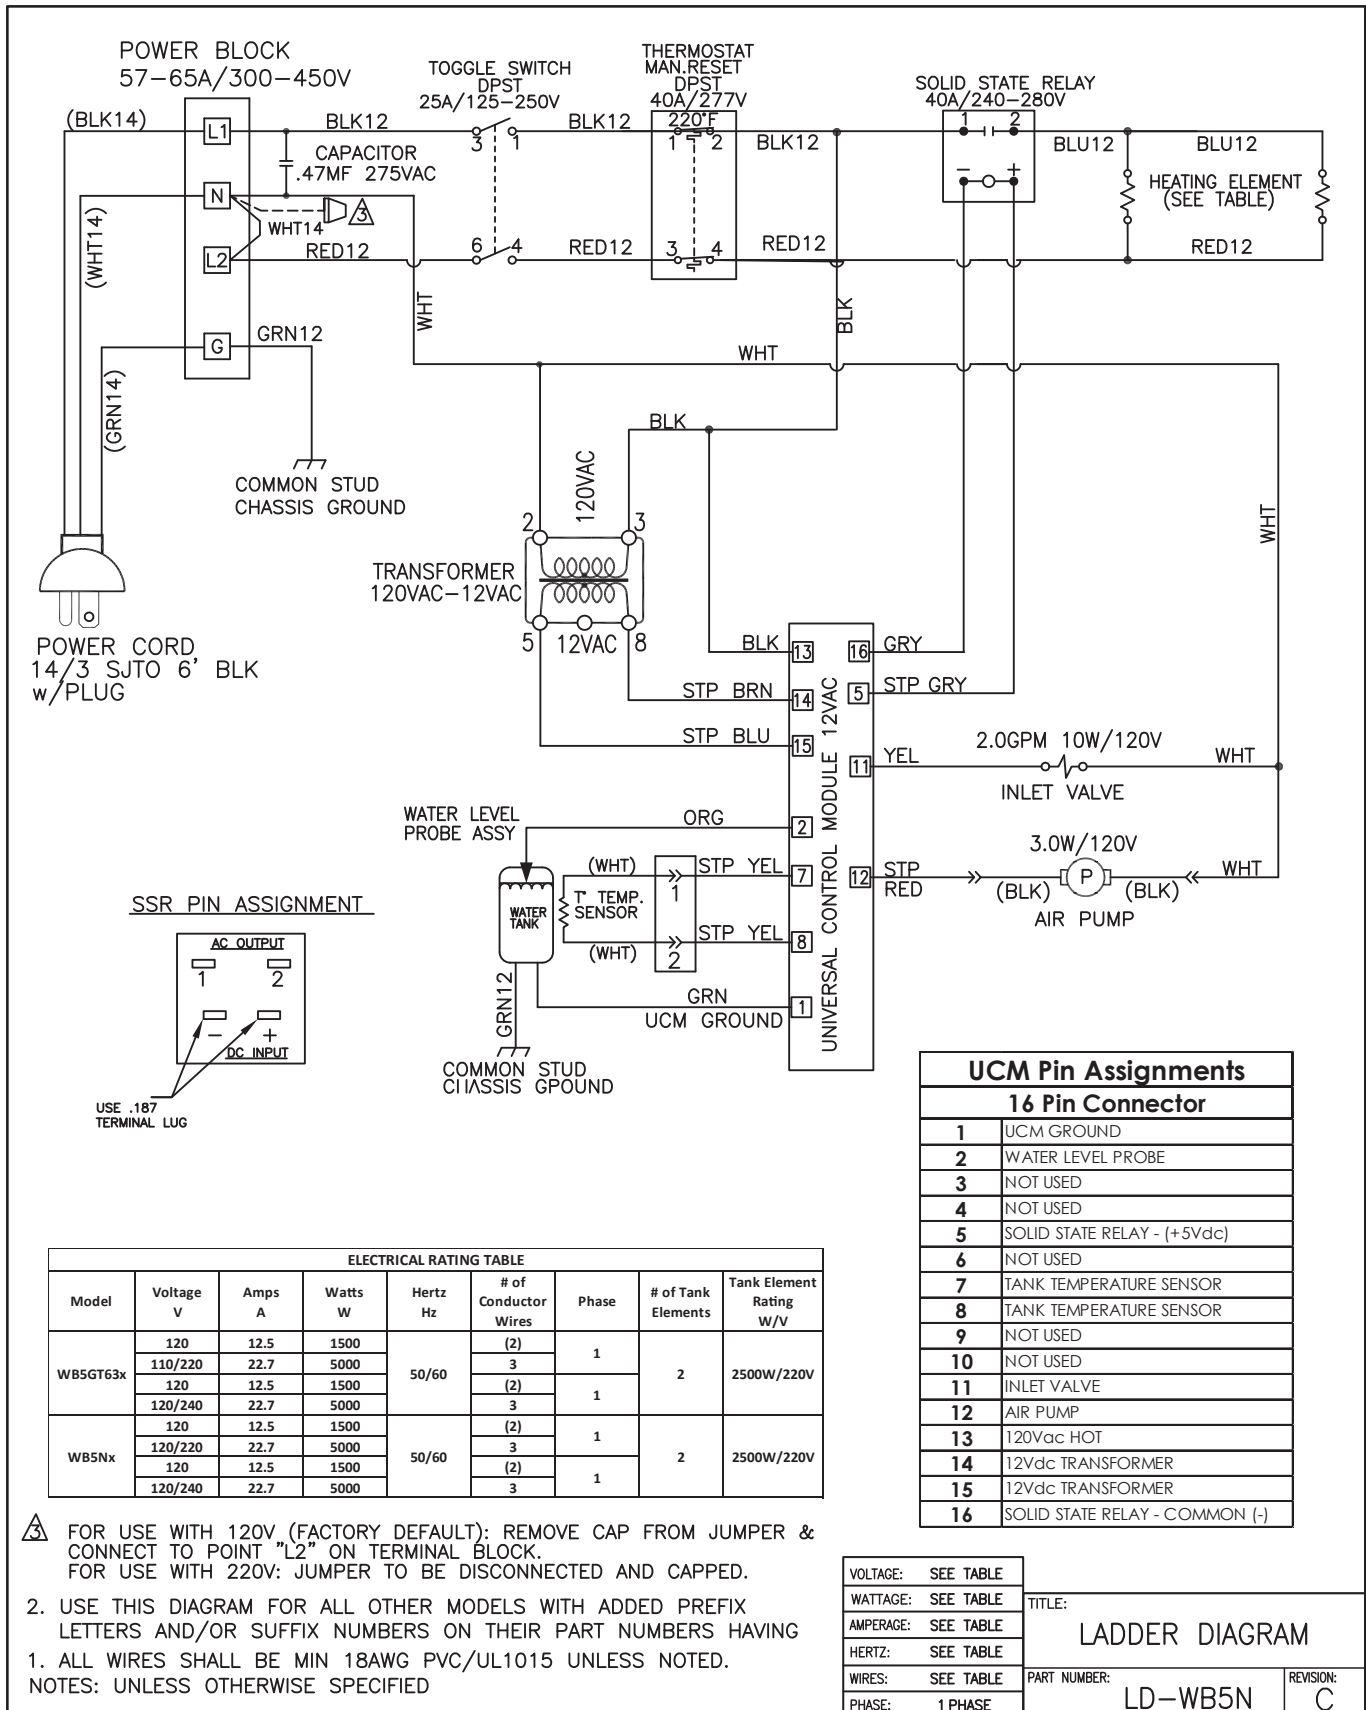 POWER BLOCK
57-65A/300-450V
TOGGLE SWITCH
DPST
25A/125-250V
THERMOSTAT
MAN.RESET
DPST
40A/277V
220°F
SOLID STATE RELAY
40A/240-280V
(BLK14)
L1
BLK12
3
1
BLK12
1
2
BLK12
1
2
BLU12
BLU12
CAPACITOR
.47MF 275VAC
- +
HEATING ELEMENT
(SEE TABLE)
N
WHT14
3
(WHT14)
L2
RED12
6
4
RED12
3
4
RED12
RED12
WHT
BLK
G
GRN12
WHT
(GRN14)
COMMON STUD
CHASSIS GROUND
BLK
120VAC
WHT
2
3
TRANSFORMER
120VAC-12VAC
5
12VAC
8
POWER CORD
14/3 SJTO 6' BLK
w/PLUG
BLK
13
16
GRY
STP BRN
14
5
STP GRY
STP BLU
15
UNIVERSAL CONTROL MODULE 12VAC
11
YEL
2.0GPM 10W/120V
WHT
INLET VALVE
WATER LEVEL
PROBE ASSY
ORG
2
3.0W/120V
(WHT)
STP YEL
7
12
STP
RED
(BLK)
P
(BLK)
WHT
AIR PUMP
1
WATER
TANK
T° TEMP.
SENSOR
(WHT)
STP YEL
8
2
GRN12
GRN
1
UCM GROUND
COMMON STUD
CHASSIS GPOUND
SSR PIN ASSIGNMENT
AC OUTPUT
1
2
- +
DC INPUT
USE .187
TERMINAL LUG
UCM Pin Assignments
16 Pin Connector
1 UCM GROUND
2 WATER LEVEL PROBE
3 NOT USED
4 NOT USED
5 SOLID STATE RELAY - (+5Vdc)
6 NOT USED
7 TANK TEMPERATURE SENSOR
8 TANK TEMPERATURE SENSOR
9 NOT USED
10 NOT USED
11 INLET VALVE
12 AIR PUMP
13 120Vac HOT
14 12Vdc TRANSFORMER
15 12Vdc TRANSFORMER
16 SOLID STATE RELAY - COMMON (-)
ELECTRICAL RATING TABLE
Model
Voltage
V
Amps
A
Watts
W
Hertz
Hz
# of
Conductor
Wires
Phase
# of Tank
Elements
Tank Element
Rating
W/V
WB5GT63x
120 12.5 1500 (2)
110/220 22.7 5000 3
120 12.5 1500 (2)
120/240 22.7 5000 3
50/60
1
1
2
2500W/220V
WB5Nx
120 12.5 1500 (2)
120/220 22.7 5000 3
120 12.5 1500 (2)
120/240 22.7 5000 3
50/60
1
1
2
2500W/220V
3 FOR USE WITH 120V (FACTORY DEFAULT): REMOVE CAP FROM JUMPER &
CONNECT TO POINT "L2" ON TERMINAL BLOCK.
FOR USE WITH 220V: JUMPER TO BE DISCONNECTED AND CAPPED.
2. USE THIS DIAGRAM FOR ALL OTHER MODELS WITH ADDED PREFIX
LETTERS AND/OR SUFFIX NUMBERS ON THEIR PART NUMBERS HAVING
1. ALL WIRES SHALL BE MIN 18AWG PVC/UL1015 UNLESS NOTED.
NOTES: UNLESS OTHERWISE SPECIFIED
VOLTAGE: SEE TABLE
WATTAGE: SEE TABLE
AMPERAGE: SEE TABLE
HERTZ: SEE TABLE
WIRES: SEE TABLE
PHASE: 1 PHASE
TITLE:
LADDER DIAGRAM
PART NUMBER:
LD-WB5N
REVISION:
C